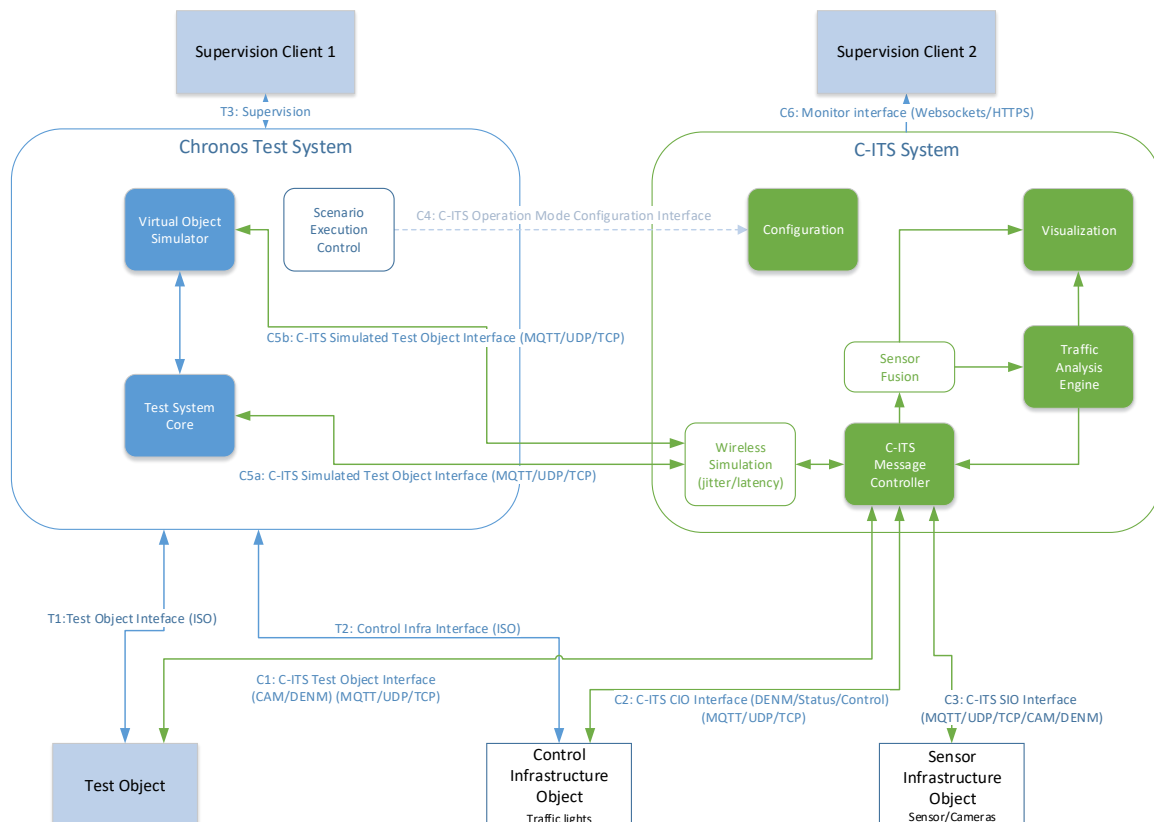 Supervision Client 1
Supervision Client 2
T3: Supervision
C6: Monitor interface (Websockets/HTTPS)
Chronos Test System
C-ITS System
Virtual Object
Simulator
Scenario
Execution
Control
C4: C-ITS Operation Mode Configuration Interface
Configuration
Visualization
C5b: C-ITS Simulated Test Object Interface (MQTT/UDP/TCP)
Sensor
Fusion
Traffic
Analysis
Engine
Test System
Core
Wireless
Simulation
(jitter/latency)
C-ITS
Message
Controller
C5a: C-ITS Simulated Test Object Interface (MQTT/UDP/TCP)
T1:Test Object Inteface (ISO)
T2: Control Infra Interface (ISO)
C1: C-ITS Test Object Interface
(CAM/DENM) (MQTT/UDP/TCP)
C2: C-ITS CIO Interface (DENM/Status/Control)
(MQTT/UDP/TCP)
C3: C-ITS SIO Interface
(MQTT/UDP/TCP/CAM/DENM)
Test Object
Control
Infrastructure
Object
Traffic lights
Sensor
Infrastructure
Object
Sensor/Cameras